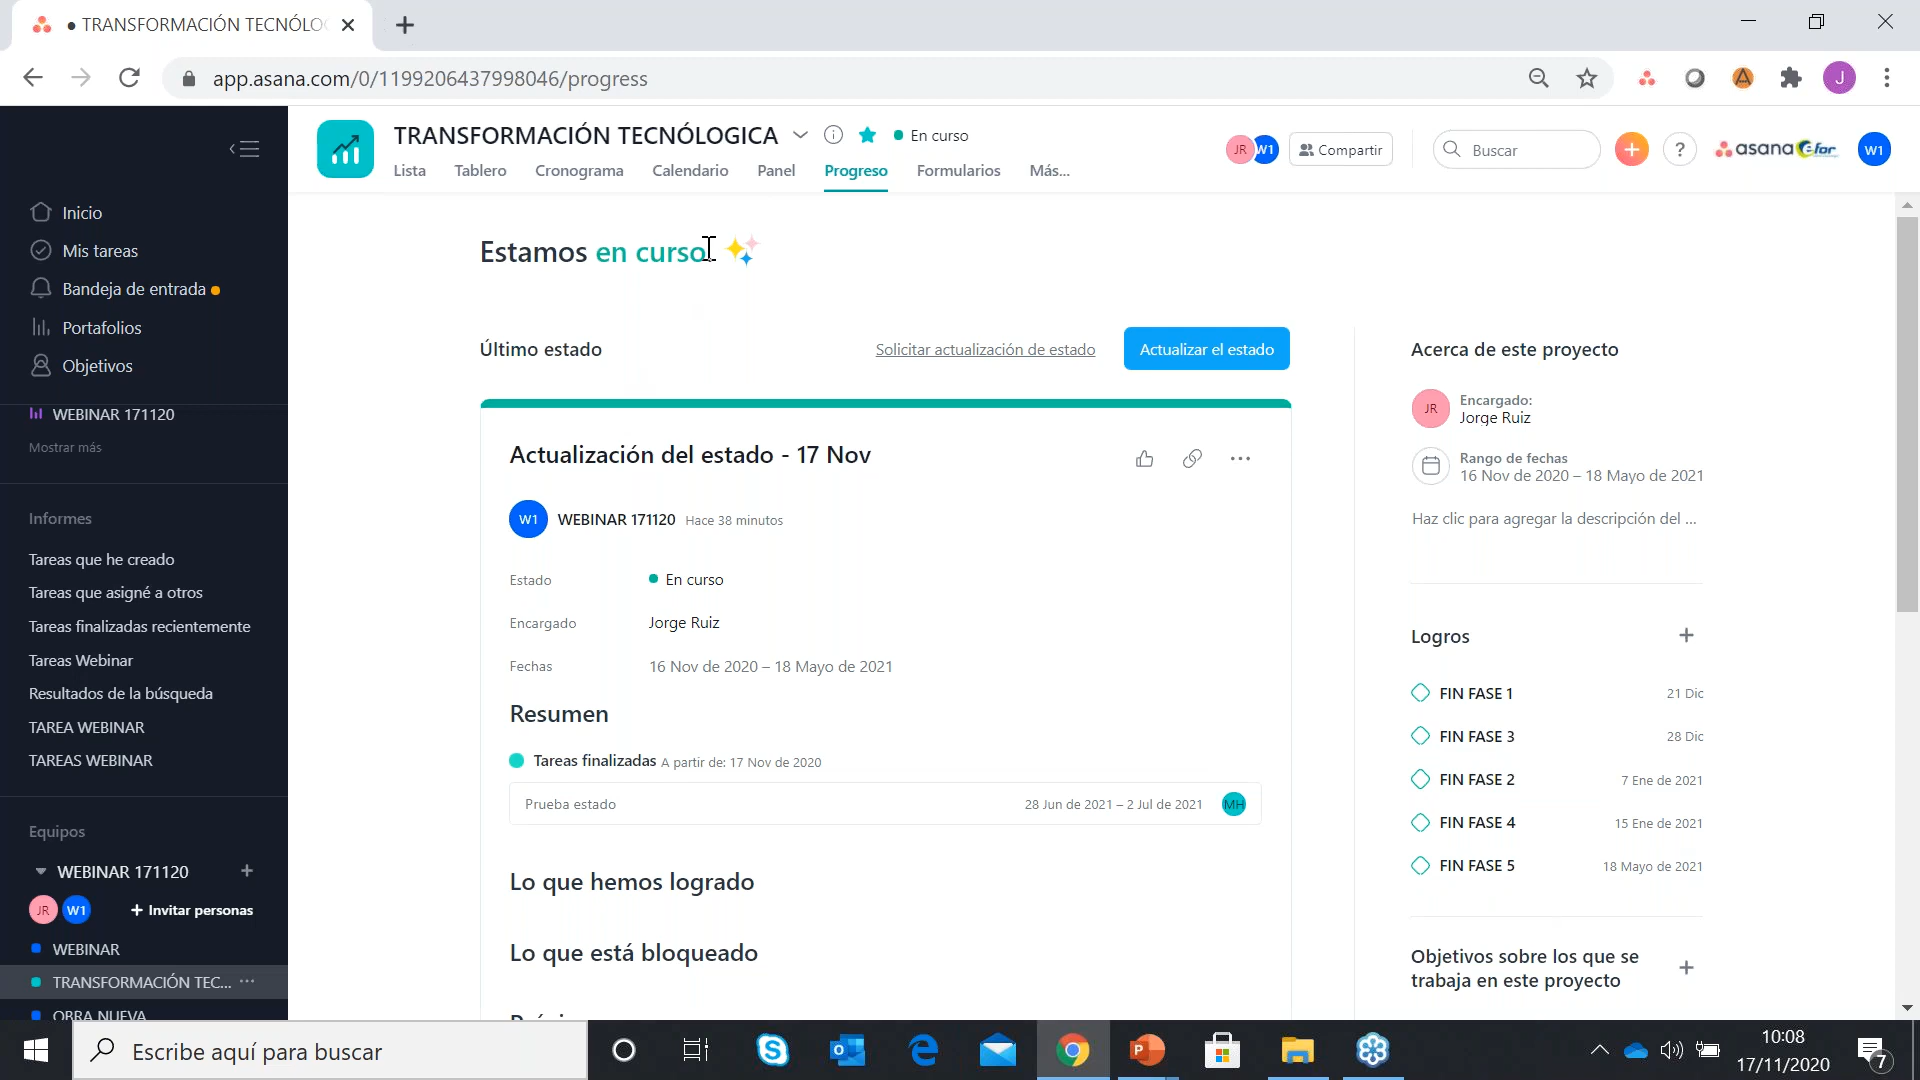 ● TRANSFORMACIÓN TECNÓLO
app.asana.com/0/1199206437998046/progress
J
TRANSFORMACIÓN TECNÓLOGICA
En curso
Lista
Tablero
Cronograma
Calendario
Panel
Progreso
Formularios
Más...
JR
W1
Compartir
Buscar
?
asana efor
W1
Inicio
Mis tareas
Bandeja de entrada
Portafolios
Objetivos
WEBINAR 171120
Mostrar más
Informes
Tareas que he creado
Tareas que asigné a otros
Tareas finalizadas recientemente
Tareas Webinar
Resultados de la búsqueda
TAREA WEBINAR
TAREAS WEBINAR
Equipos
WEBINAR 171120
JR
W1
+ Invitar personas
WEBINAR
TRANSFORMACIÓN TEC...
OBRA NUEVA
Estamos en curso
Último estado
Solicitar actualización de estado
Actualizar el estado
Actualización del estado - 17 Nov
W1
WEBINAR 171120 Hace 38 minutos
Estado
En curso
Encargado
Jorge Ruiz
Fechas
16 Nov de 2020 – 18 Mayo de 2021
Resumen
Tareas finalizadas A partir de: 17 Nov de 2020
Prueba estado
28 Jun de 2021 – 2 Jul de 2021
MH
Lo que hemos logrado
Lo que está bloqueado
Acerca de este proyecto
JR
Encargado:
Jorge Ruiz
Rango de fechas
16 Nov de 2020 – 18 Mayo de 2021
Haz clic para agregar la descripción del ...
Logros
FIN FASE 1
21 Dic
FIN FASE 3
28 Dic
FIN FASE 2
7 Ene de 2021
FIN FASE 4
15 Ene de 2021
FIN FASE 5
18 Mayo de 2021
Objetivos sobre los que se
trabaja en este proyecto
Escribe aquí para buscar
10:08
17/11/2020
7